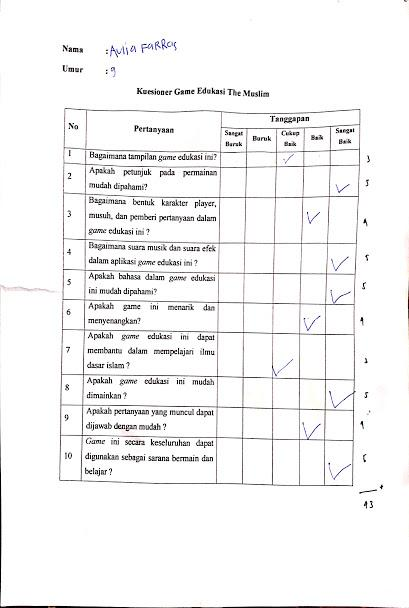 Nama : Aulia Farras
Umur : 9
Kuesioner Game Edukasi The Muslim
No Pertanyaan Tanggapan
Sangat Buruk Buruk Cukup Baik Baik Sangat Baik
1 Bagaimana tampilan game edukasi ini? ✓ 3
2 Apakah petunjuk pada permainan
mudah dipahami? ✓ 5
3 Bagaimana bentuk karakter player,
musuh, dan pemberi pertanyaan dalam
game edukasi ini ? ✓ 4
4 Bagaimana suara musik dan suara efek
dalam aplikasi game edukasi ini ? ✓ 5
5 Apakah bahasa dalam game edukasi
ini mudah dipahami? ✓ 5
6 Apakah game ini menarik dan
menyenangkan? ✓ 4
7 Apakah game edukasi ini dapat
membantu dalam mempelajari ilmu
dasar islam ? ✓ 3
8 Apakah game edukasi ini mudah
dimainkan ? ✓ 5
9 Apakah pertanyaan yang muncul dapat
dijawab dengan mudah ? ✓ 4
10 Game ini secara keseluruhan dapat
digunakan sebagai sarana bermain dan
belajar ? ✓ 5
+
43